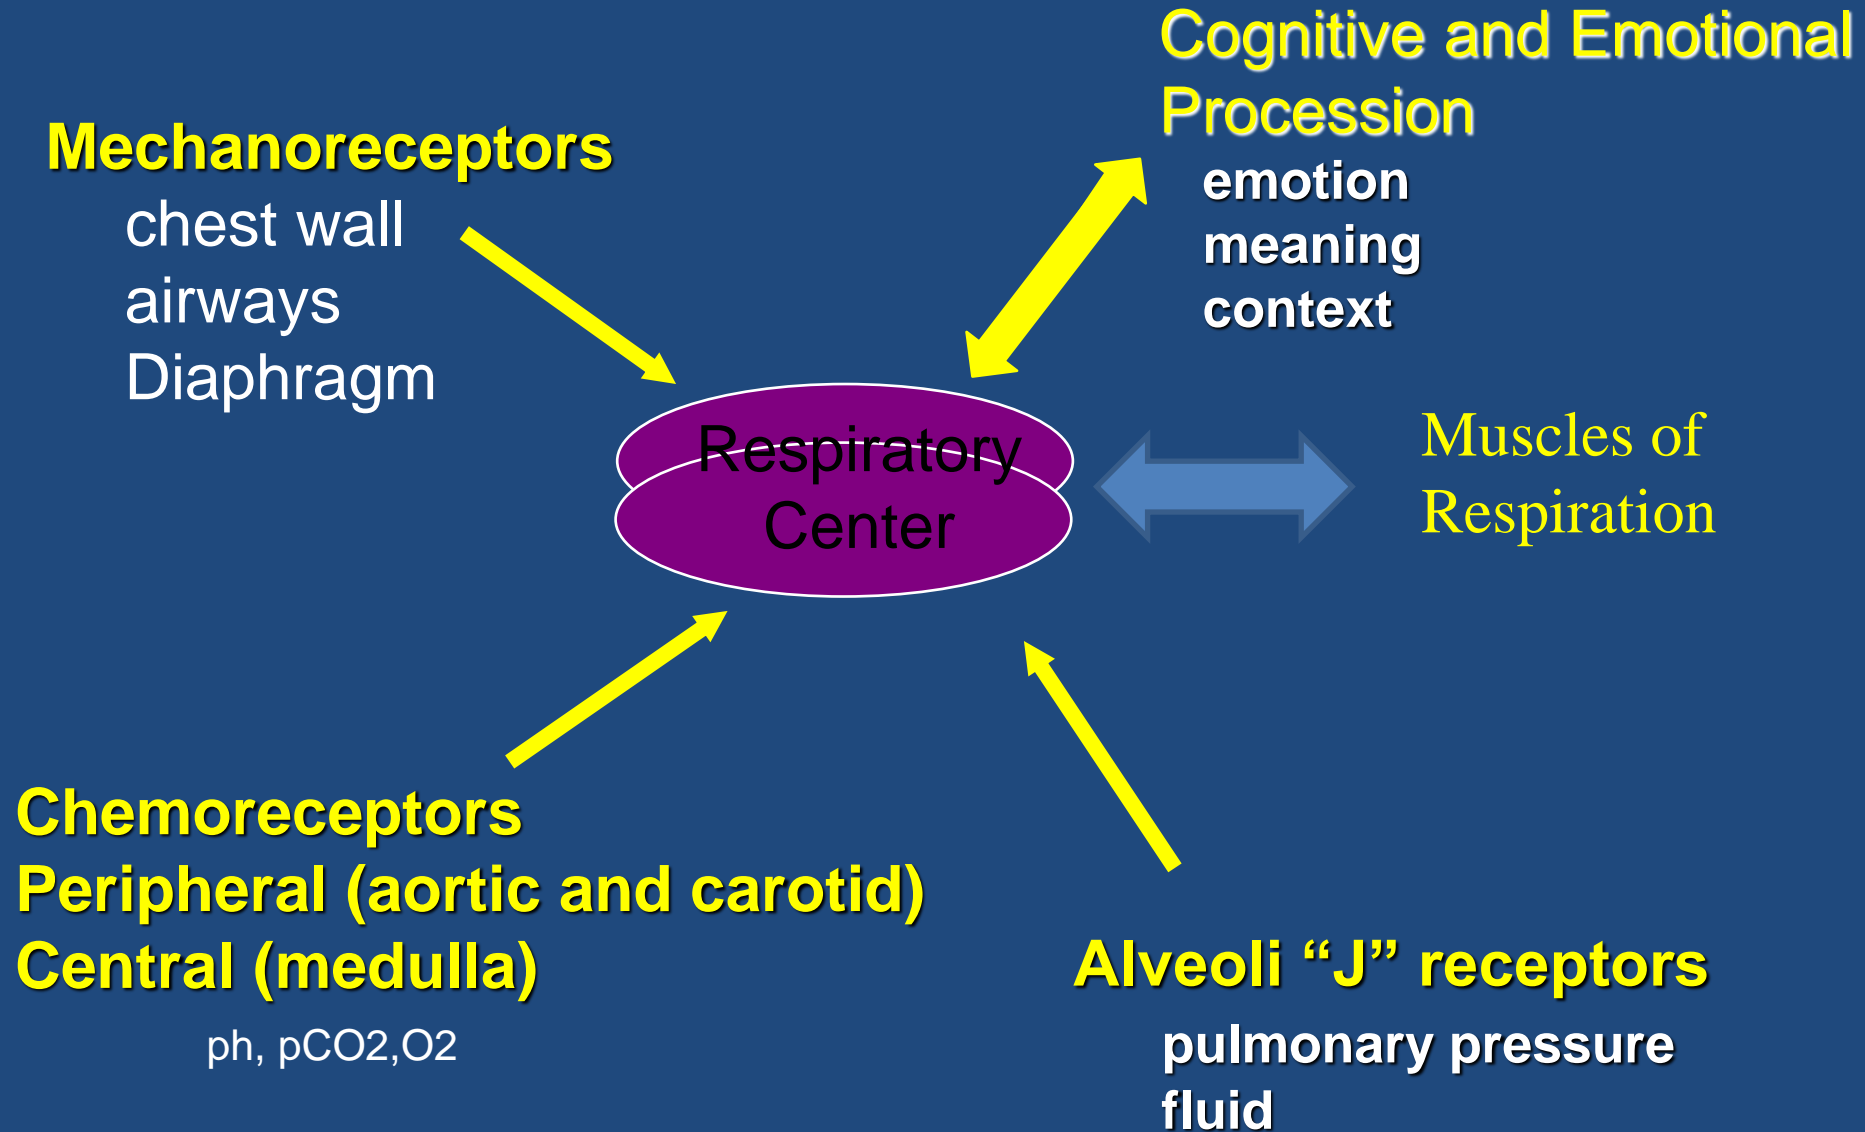 Cognitive and Emotional
Procession
emotion
meaning
context
Mechanoreceptors
chest wall
airways
Diaphragm
Respiratory
Center
Muscles of
Respiration
Chemoreceptors
Peripheral (aortic and carotid)
Central (medulla)
ph, pCO2,O2
Alveoli “J” receptors
pulmonary pressure
fluid